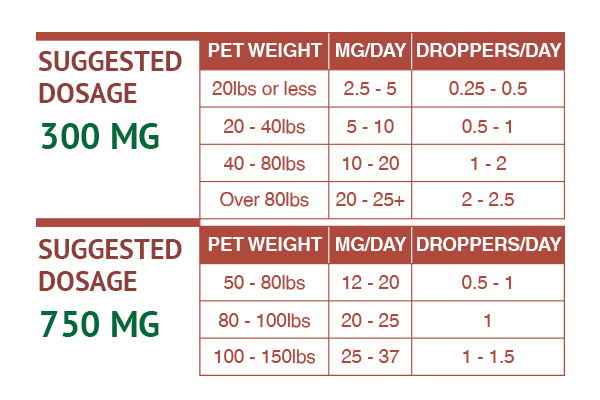 SUGGESTED
DOSAGE
300 MG
PET WEIGHT MG/DAY DROPPERS/DAY
20lbs or less 2.5 - 5 0.25 - 0.5
20 - 40lbs 5 - 10 0.5 - 1
40 - 80lbs 10 - 20 1 - 2
Over 80lbs 20 - 25+ 2 - 2.5
SUGGESTED
DOSAGE
750 MG
PET WEIGHT MG/DAY DROPPERS/DAY
50 - 80lbs 12 - 20 0.5 - 1
80 - 100lbs 20 - 25 1
100 - 150lbs 25 - 37 1 - 1.5